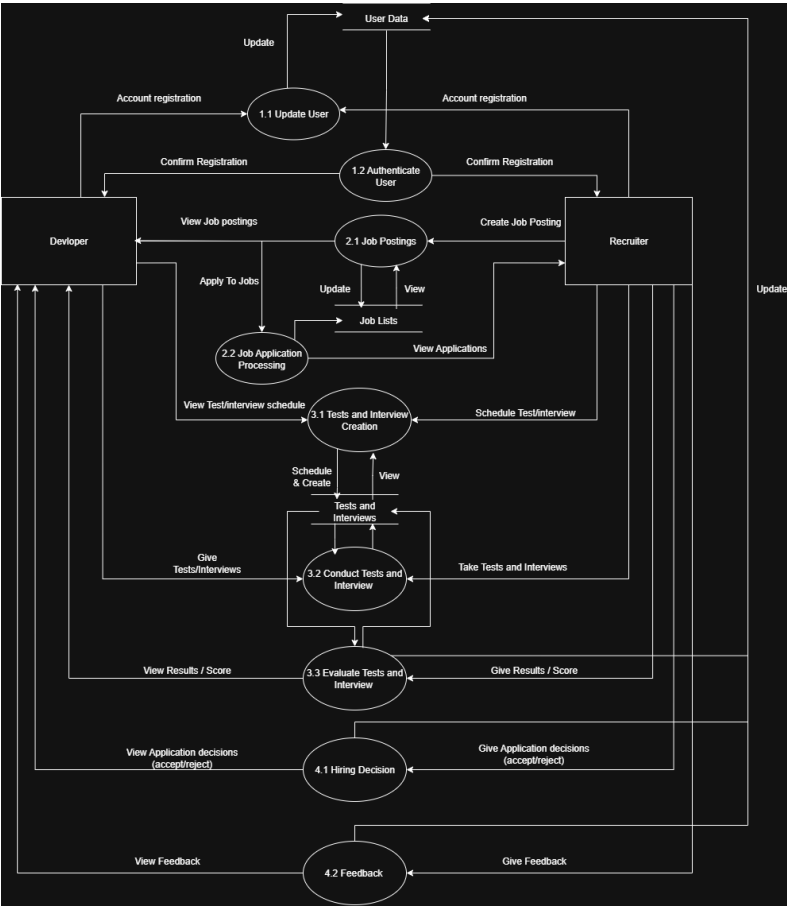 User Data
Update
Account registration
Account registration
1.1 Update User
Confirm Registration
Confirm Registration
1.2 Authenticate
User
View Job postings
Create Job Posting
Devloper
2.1 Job Postings
Recruiter
Apply To Jobs
Update
View
Update
Job Lists
View Applications
2.2 Job Application
Processing
View Test/interview schedule
3.1 Tests and Interview
Creation
Schedule Test/interview
Schedule
& Create
View
Tests and
Interviews
Give
Tests/Interviews
3.2 Conduct Tests and
Interview
Take Tests and Interviews
View Results / Score
3.3 Evaluate Tests and
Interview
Give Results / Score
View Application decisions
(accept/reject)
Give Application decisions
(accept/reject)
4.1 Hiring Decision
View Feedback
Give Feedback
4.2 Feedback